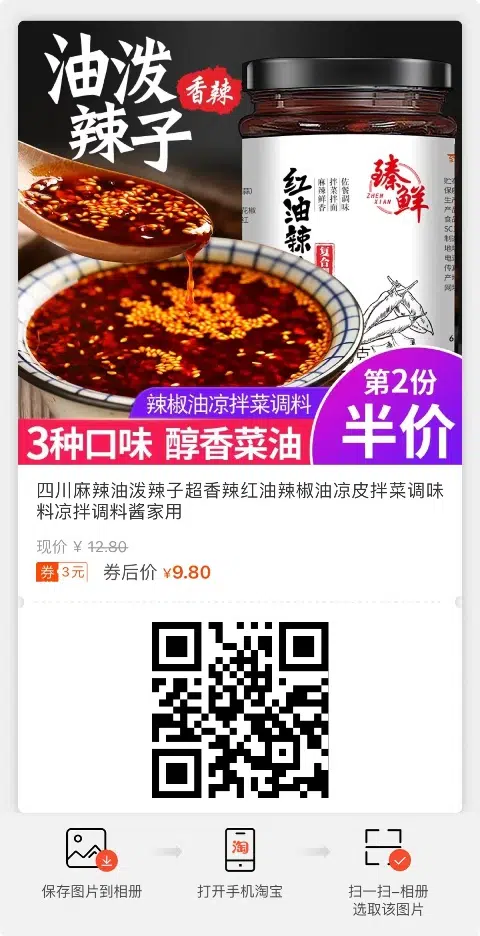 油泼
辣子
香辣
臻鲜
ZHEN
XIAN
红油辣
佐餐调味
拌菜拌面
麻辣鲜香
复合
辣椒油凉拌菜调料
3种口味 醇香菜油
第2份
半价
四川麻辣油泼辣子超香辣红油辣椒油凉皮拌菜调味
料凉拌调料酱家用
现价 ¥ 12.80
券 3元 券后价 ¥9.80
保存图片到相册
打开手机淘宝
扫一扫-相册
选取该图片
淘